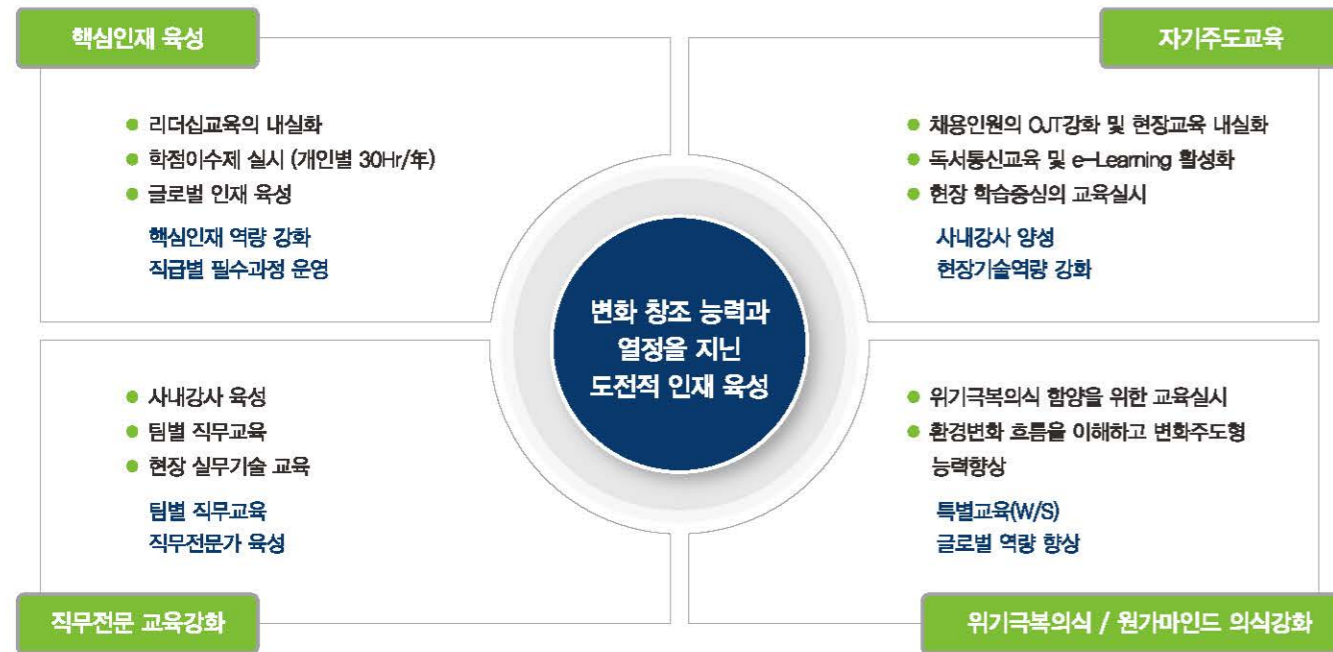 핵심인재 육성
리더십교육의 내실화
학점이수제 실시 (개인별 30Hr/年)
글로벌 인재 육성
핵심인재 역량 강화
직급별 필수과정 운영
자기주도교육
채용인원의 OJT강화 및 현장교육 내실화
독서통신교육 및 e-Learning 활성화
현장 학습중심의 교육실시
사내강사 양성
현장기술역량 강화
변화 창조 능력과
열정을 지닌
도전적 인재 육성
사내강사 육성
팀별 직무교육
현장 실무기술 교육
팀별 직무교육
직무전문가 육성
직무전문 교육강화
위기극복의식 함양을 위한 교육실시
환경변화 흐름을 이해하고 변화주도형
능력향상
특별교육(W/S)
글로벌 역량 향상
위기극복의식 / 원가마인드 의식강화